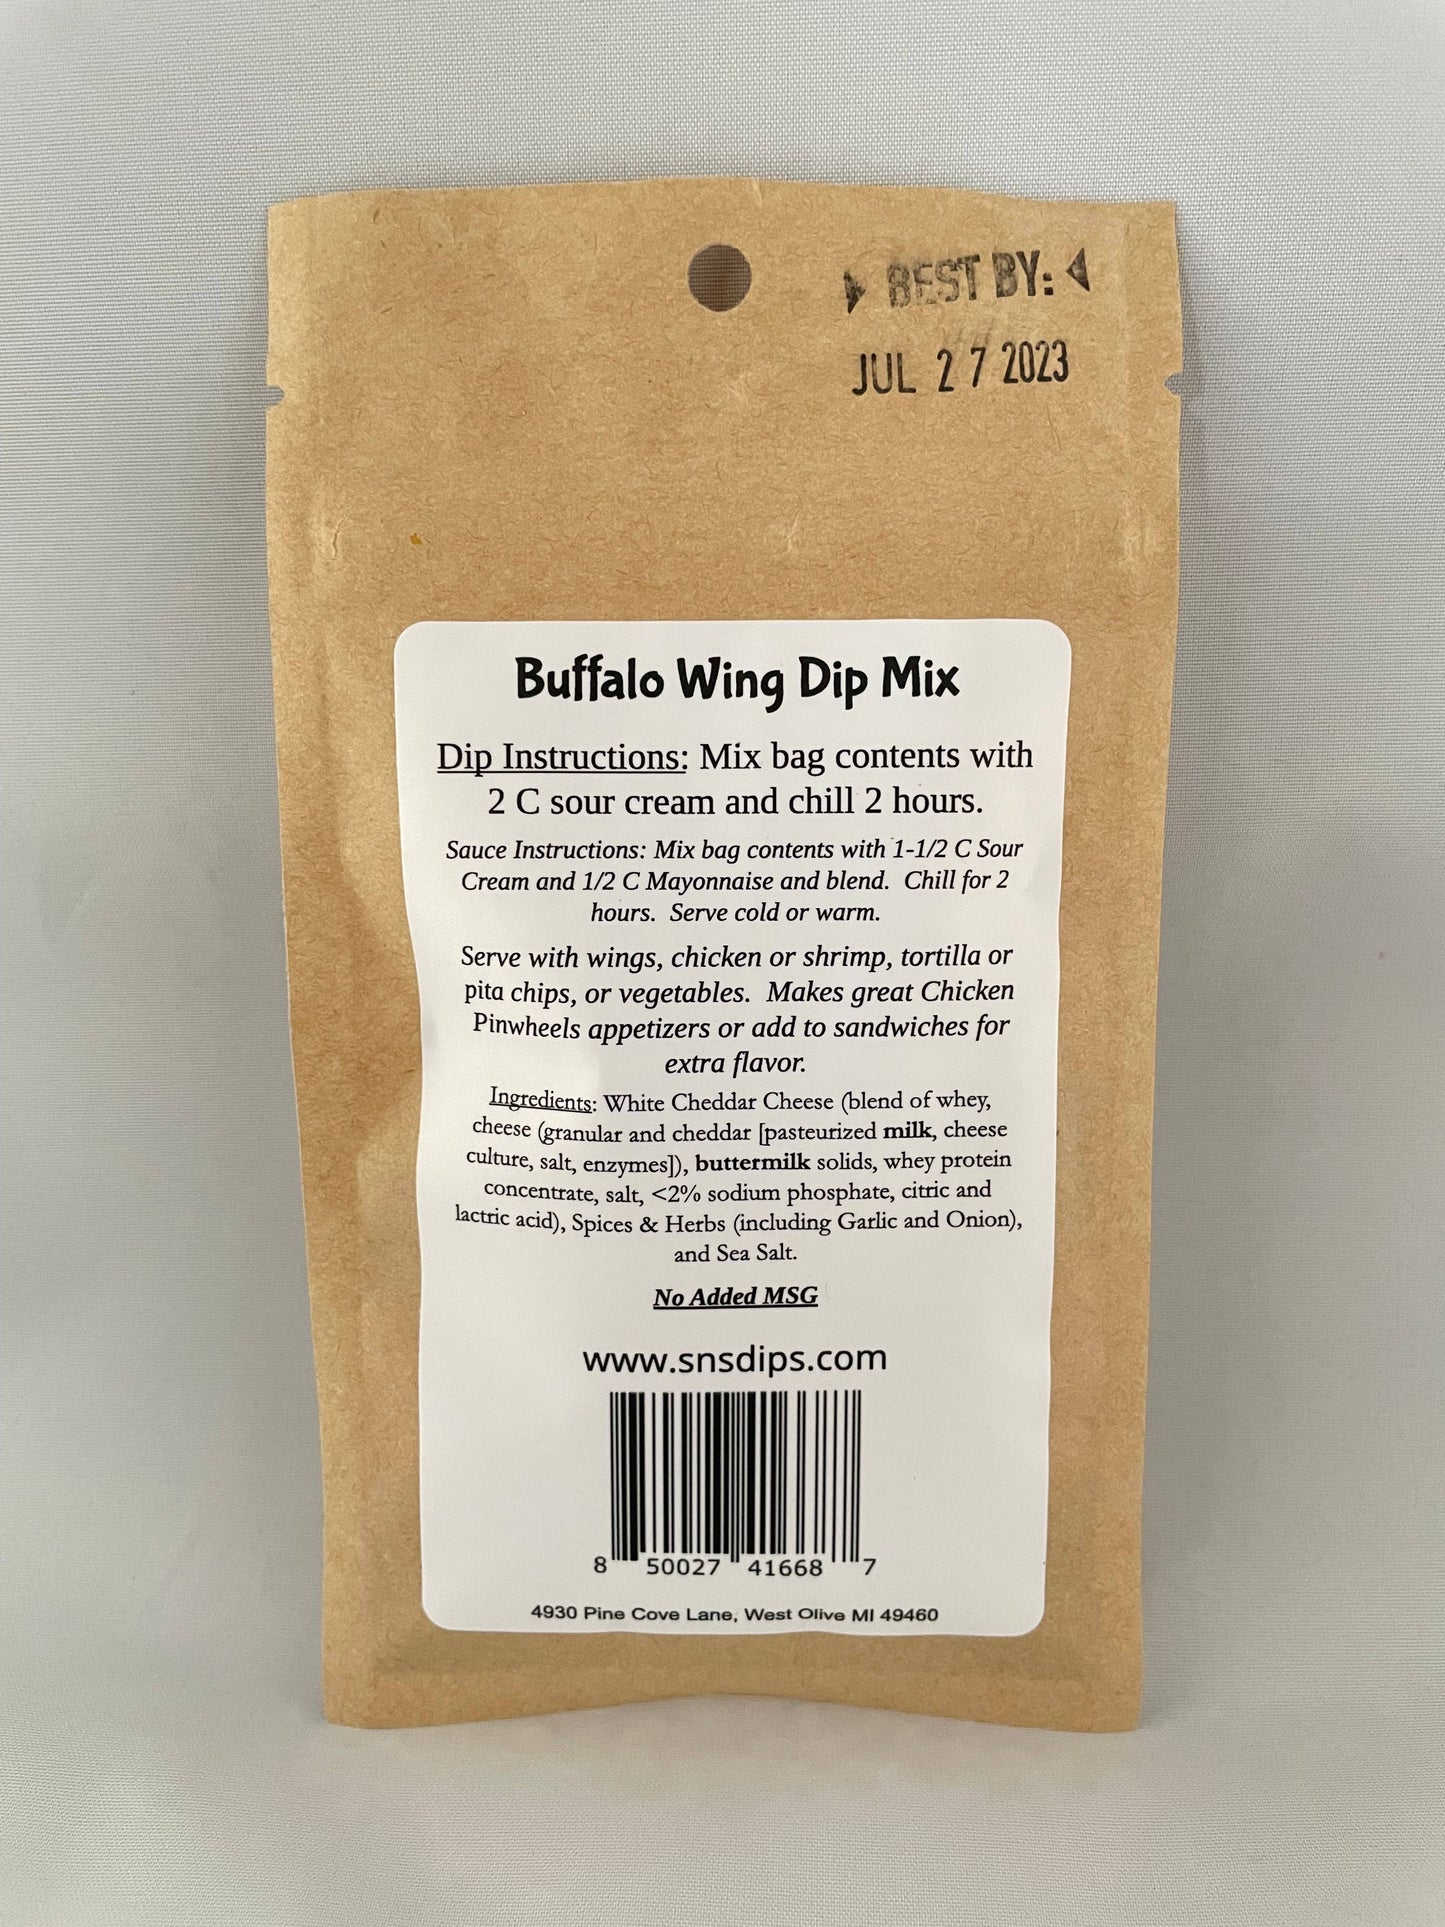 BEST BY:
JUL 27 2023
Buffalo Wing Dip Mix
Dip Instructions: Mix bag contents with
2 C sour cream and chill 2 hours.
Sauce Instructions: Mix bag contents with 1-1/2 C Sour
Cream and 1/2 C Mayonnaise and blend.  Chill for 2
hours.  Serve cold or warm.
Serve with wings, chicken or shrimp, tortilla or
pita chips, or vegetables.  Makes great Chicken
Pinwheels appetizers or add to sandwiches for
extra flavor.
Ingredients: White Cheddar Cheese (blend of whey,
cheese (granular and cheddar [pasteurized milk, cheese
culture, salt, enzymes]), buttermilk solids, whey protein
concentrate, salt, <2% sodium phosphate, citric and
lactric acid), Spices & Herbs (including Garlic and Onion),
and Sea Salt.
No Added MSG
www.snsdips.com
8 50027 41668 7
4930 Pine Cove Lane, West Olive MI 49460